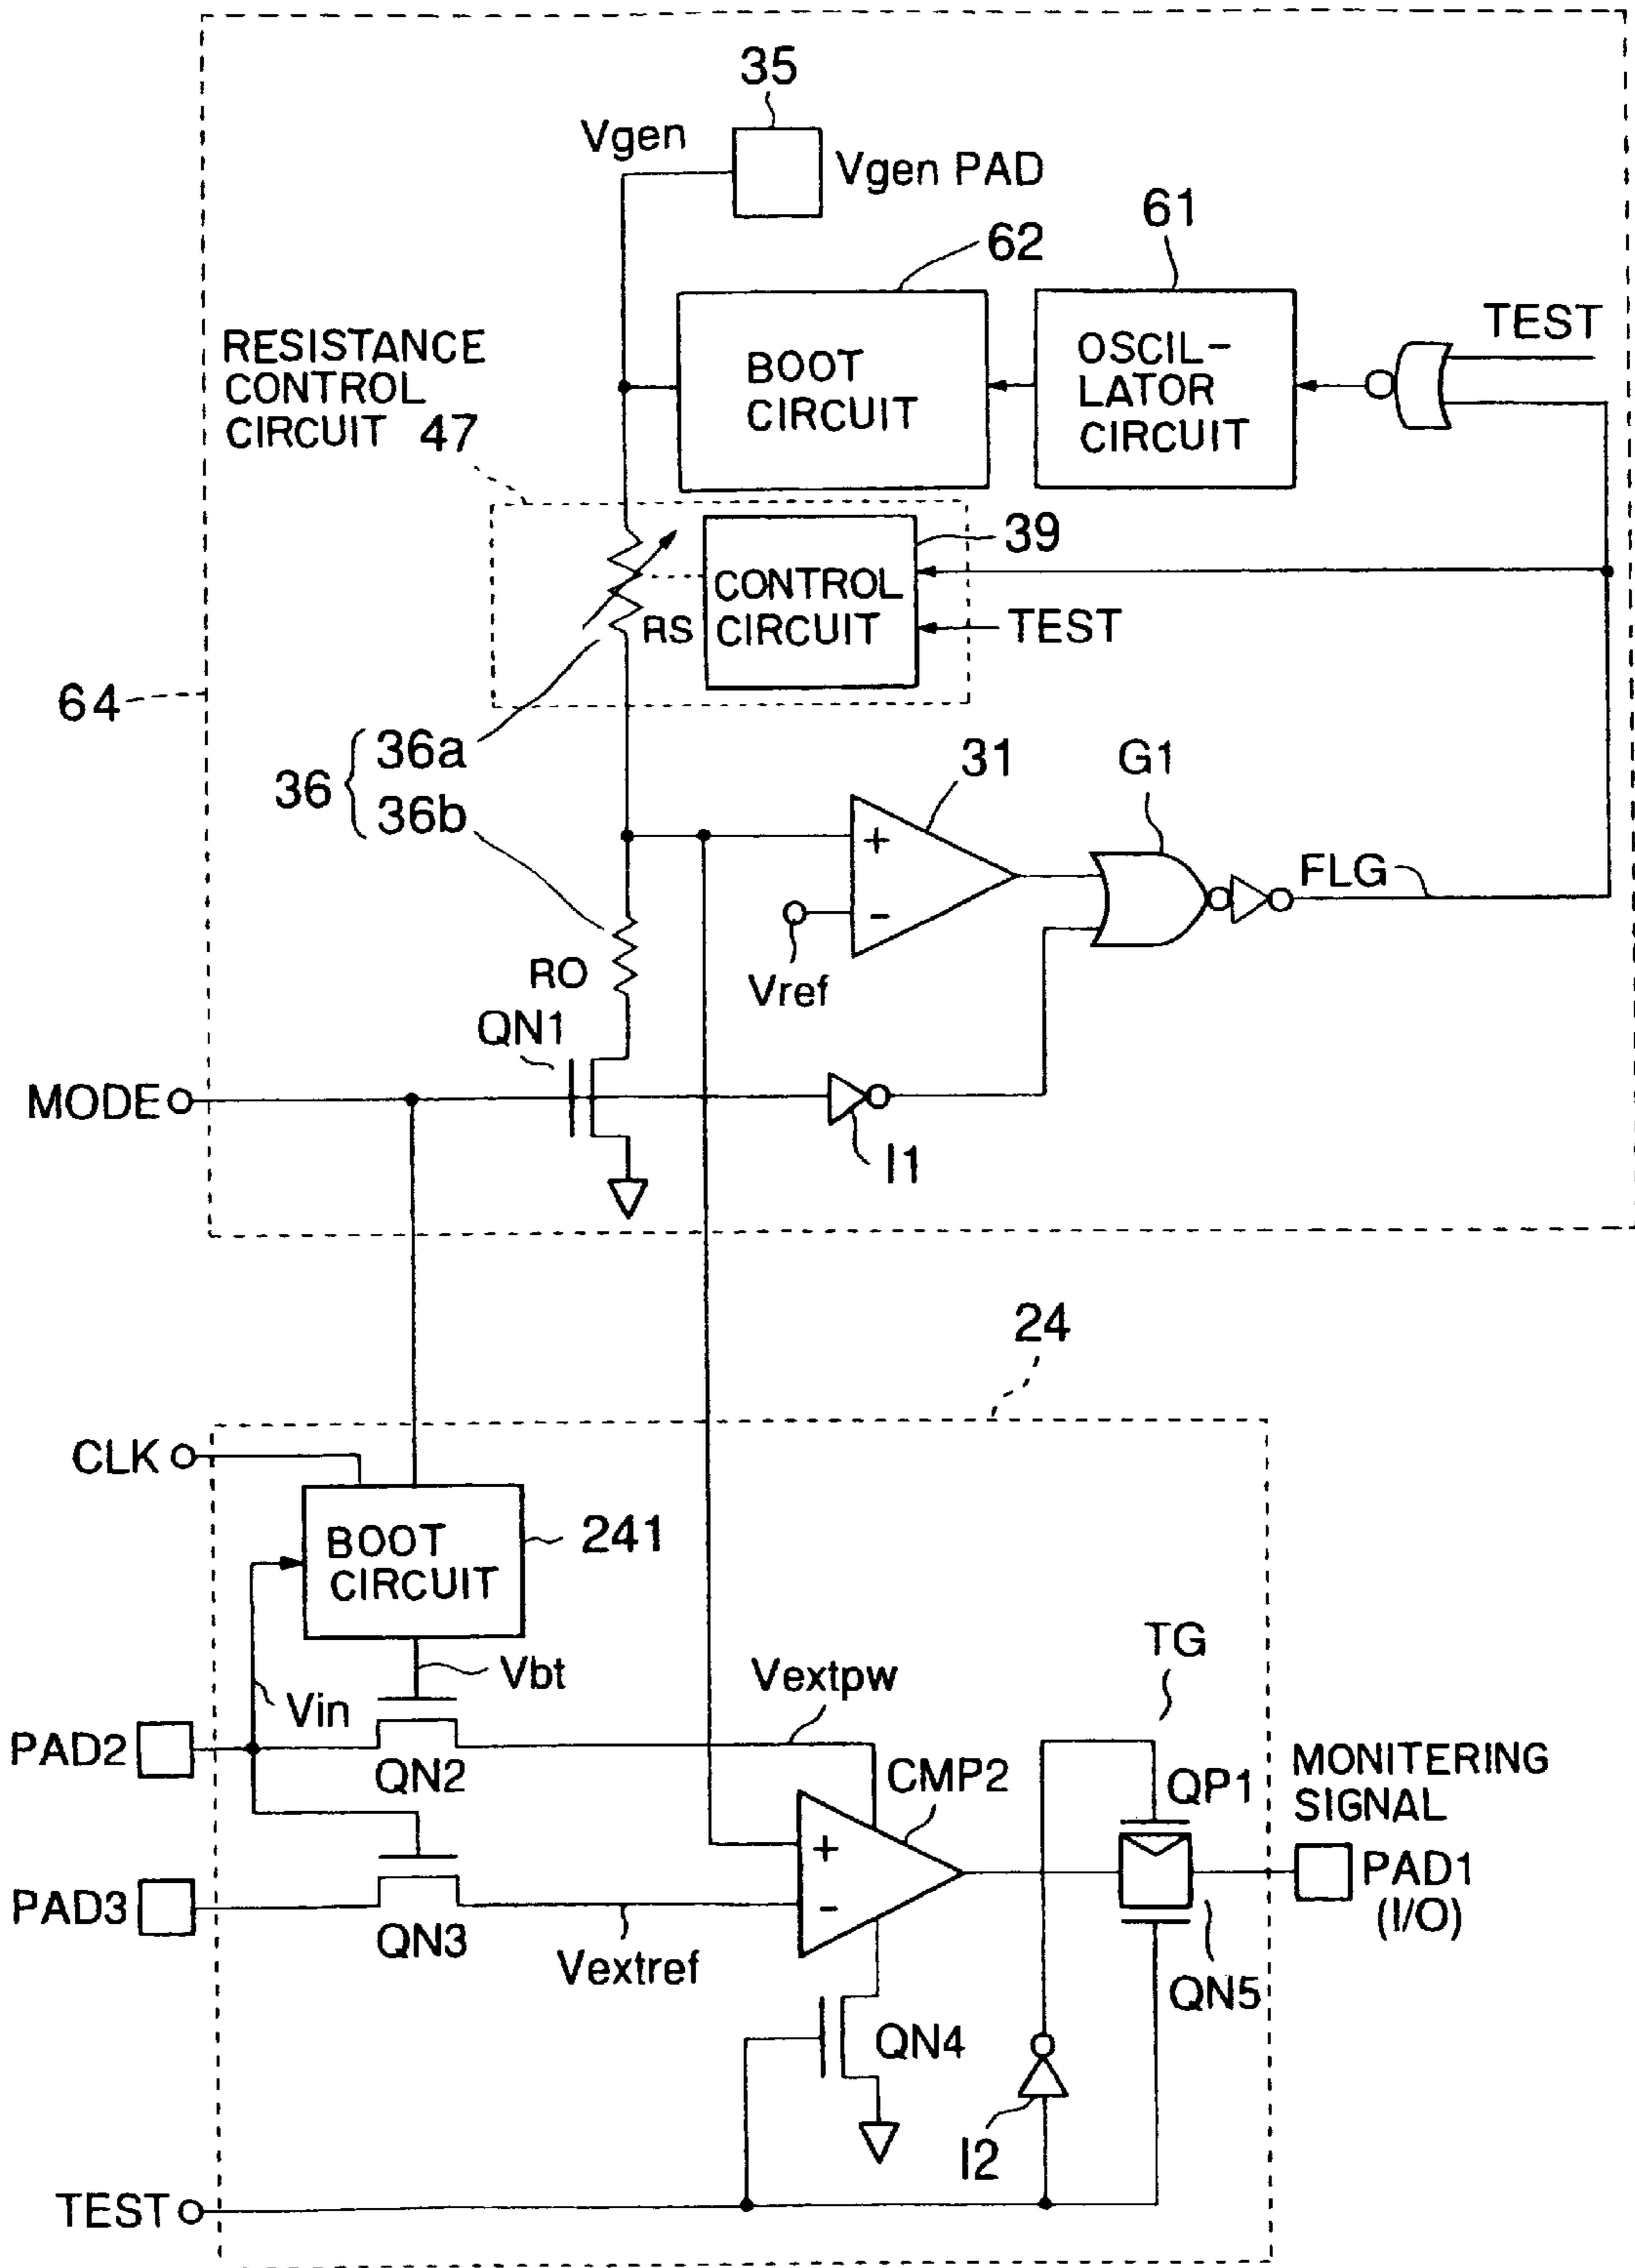 35
Vgen
Vgen PAD
61
62
TEST
RESISTANCE
CONTROL
CIRCUIT 47
BOOT
CIRCUIT
OSCIL-
LATOR
CIRCUIT
39
CONTROL
CIRCUIT
RS
TEST
64
36
36a
36b
31
G1
+
-
FLG
RO
Vref
QN1
MODE
I1
24
CLK
BOOT
CIRCUIT
241
TG
Vbt
Vextpw
Vin
PAD2
QN2
CMP2
QP1
MONITERING
SIGNAL
+
-
PAD1
(I/O)
PAD3
QN3
Vextref
QN5
QN4
I2
TEST